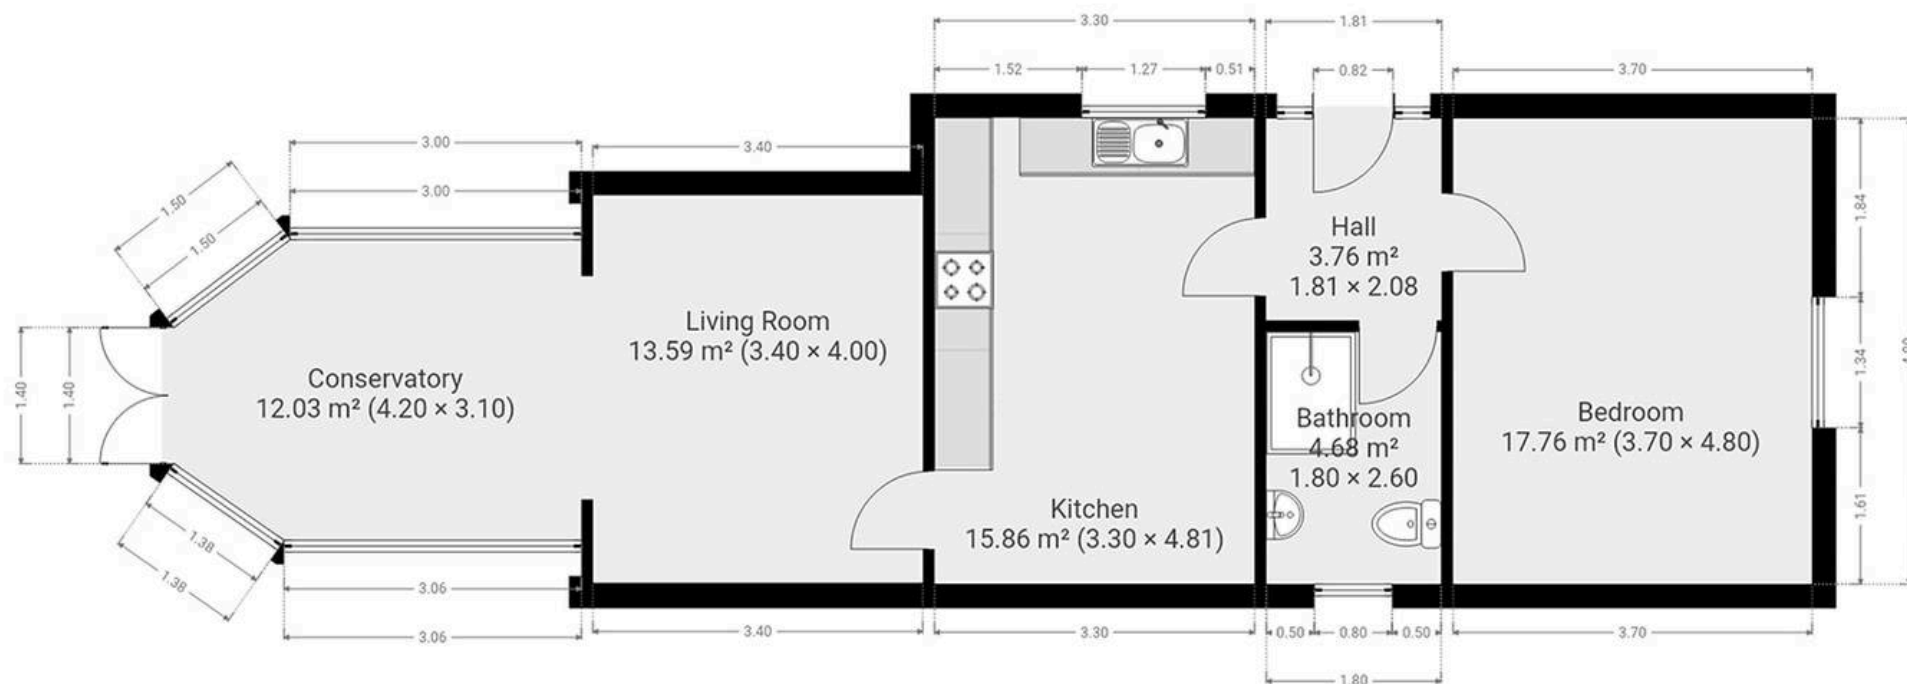 3.30
1.81
1.52
1.27
0.51
0.82
3.70
3.00
3.40
3.00
1.50
1.50
1.84
Hall
3.76 m²
1.81 × 2.08
Living Room
13.59 m² (3.40 × 4.00)
1.34
1.40
1.40
Conservatory
12.03 m² (4.20 × 3.10)
Bathroom
4.68 m²
1.80 × 2.60
Bedroom
17.76 m² (3.70 × 4.80)
Kitchen
15.86 m² (3.30 × 4.81)
1.61
1.38
1.38
3.06
3.06
3.40
3.30
0.50
0.80
0.50
3.70
1.80